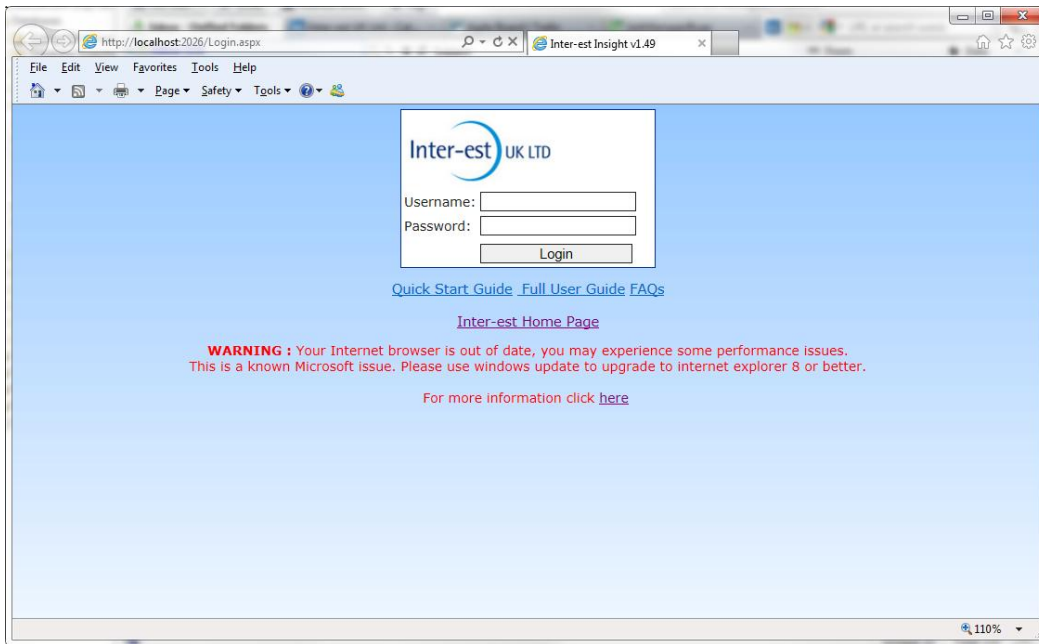 http://localhost:2026/Login.aspx
Inter-est Insight v1.49
File Edit View Favorites Tools Help
Page Safety Tools
Inter-est UK LTD
Username:
Password:
Login
Quick Start Guide Full User Guide FAQs
Inter-est Home Page
WARNING : Your Internet browser is out of date, you may experience some performance issues.
This is a known Microsoft issue. Please use windows update to upgrade to internet explorer 8 or better.
For more information click here
110%